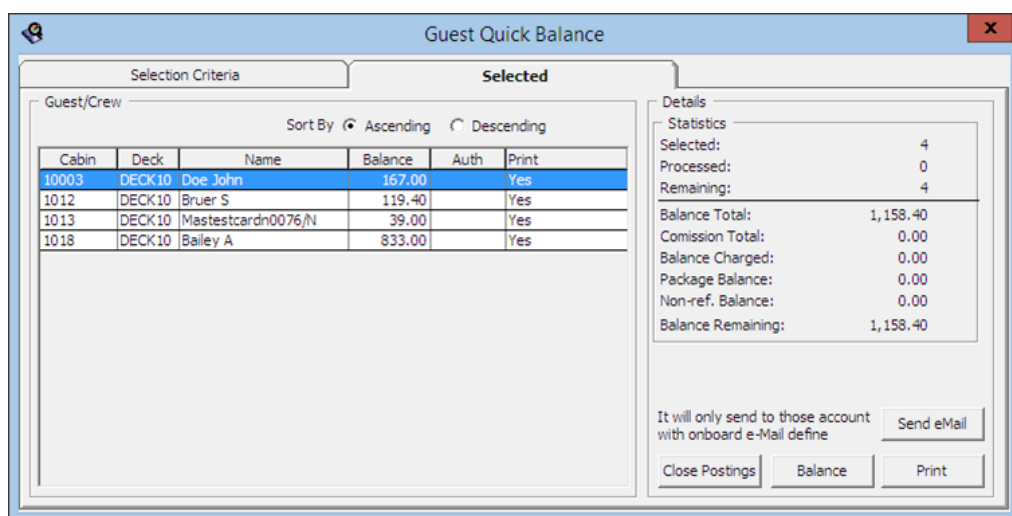 Guest Quick Balance
x
Selection Criteria
Selected
Guest/Crew
Sort By Ascending Descending
Cabin Deck Name Balance Auth Print
10003 DECK10 Doe John 167.00 Yes
1012 DECK10 Bruer S 119.40 Yes
1013 DECK10 Mastestcardn0076/N 39.00 Yes
1018 DECK10 Bailey A 833.00 Yes
Details
Statistics
Selected: 4
Processed: 0
Remaining: 4
Balance Total: 1,158.40
Comission Total: 0.00
Balance Charged: 0.00
Package Balance: 0.00
Non-ref. Balance: 0.00
Balance Remaining: 1,158.40
It will only send to those account
with onboard e-Mail define
Send eMail
Close Postings Balance Print